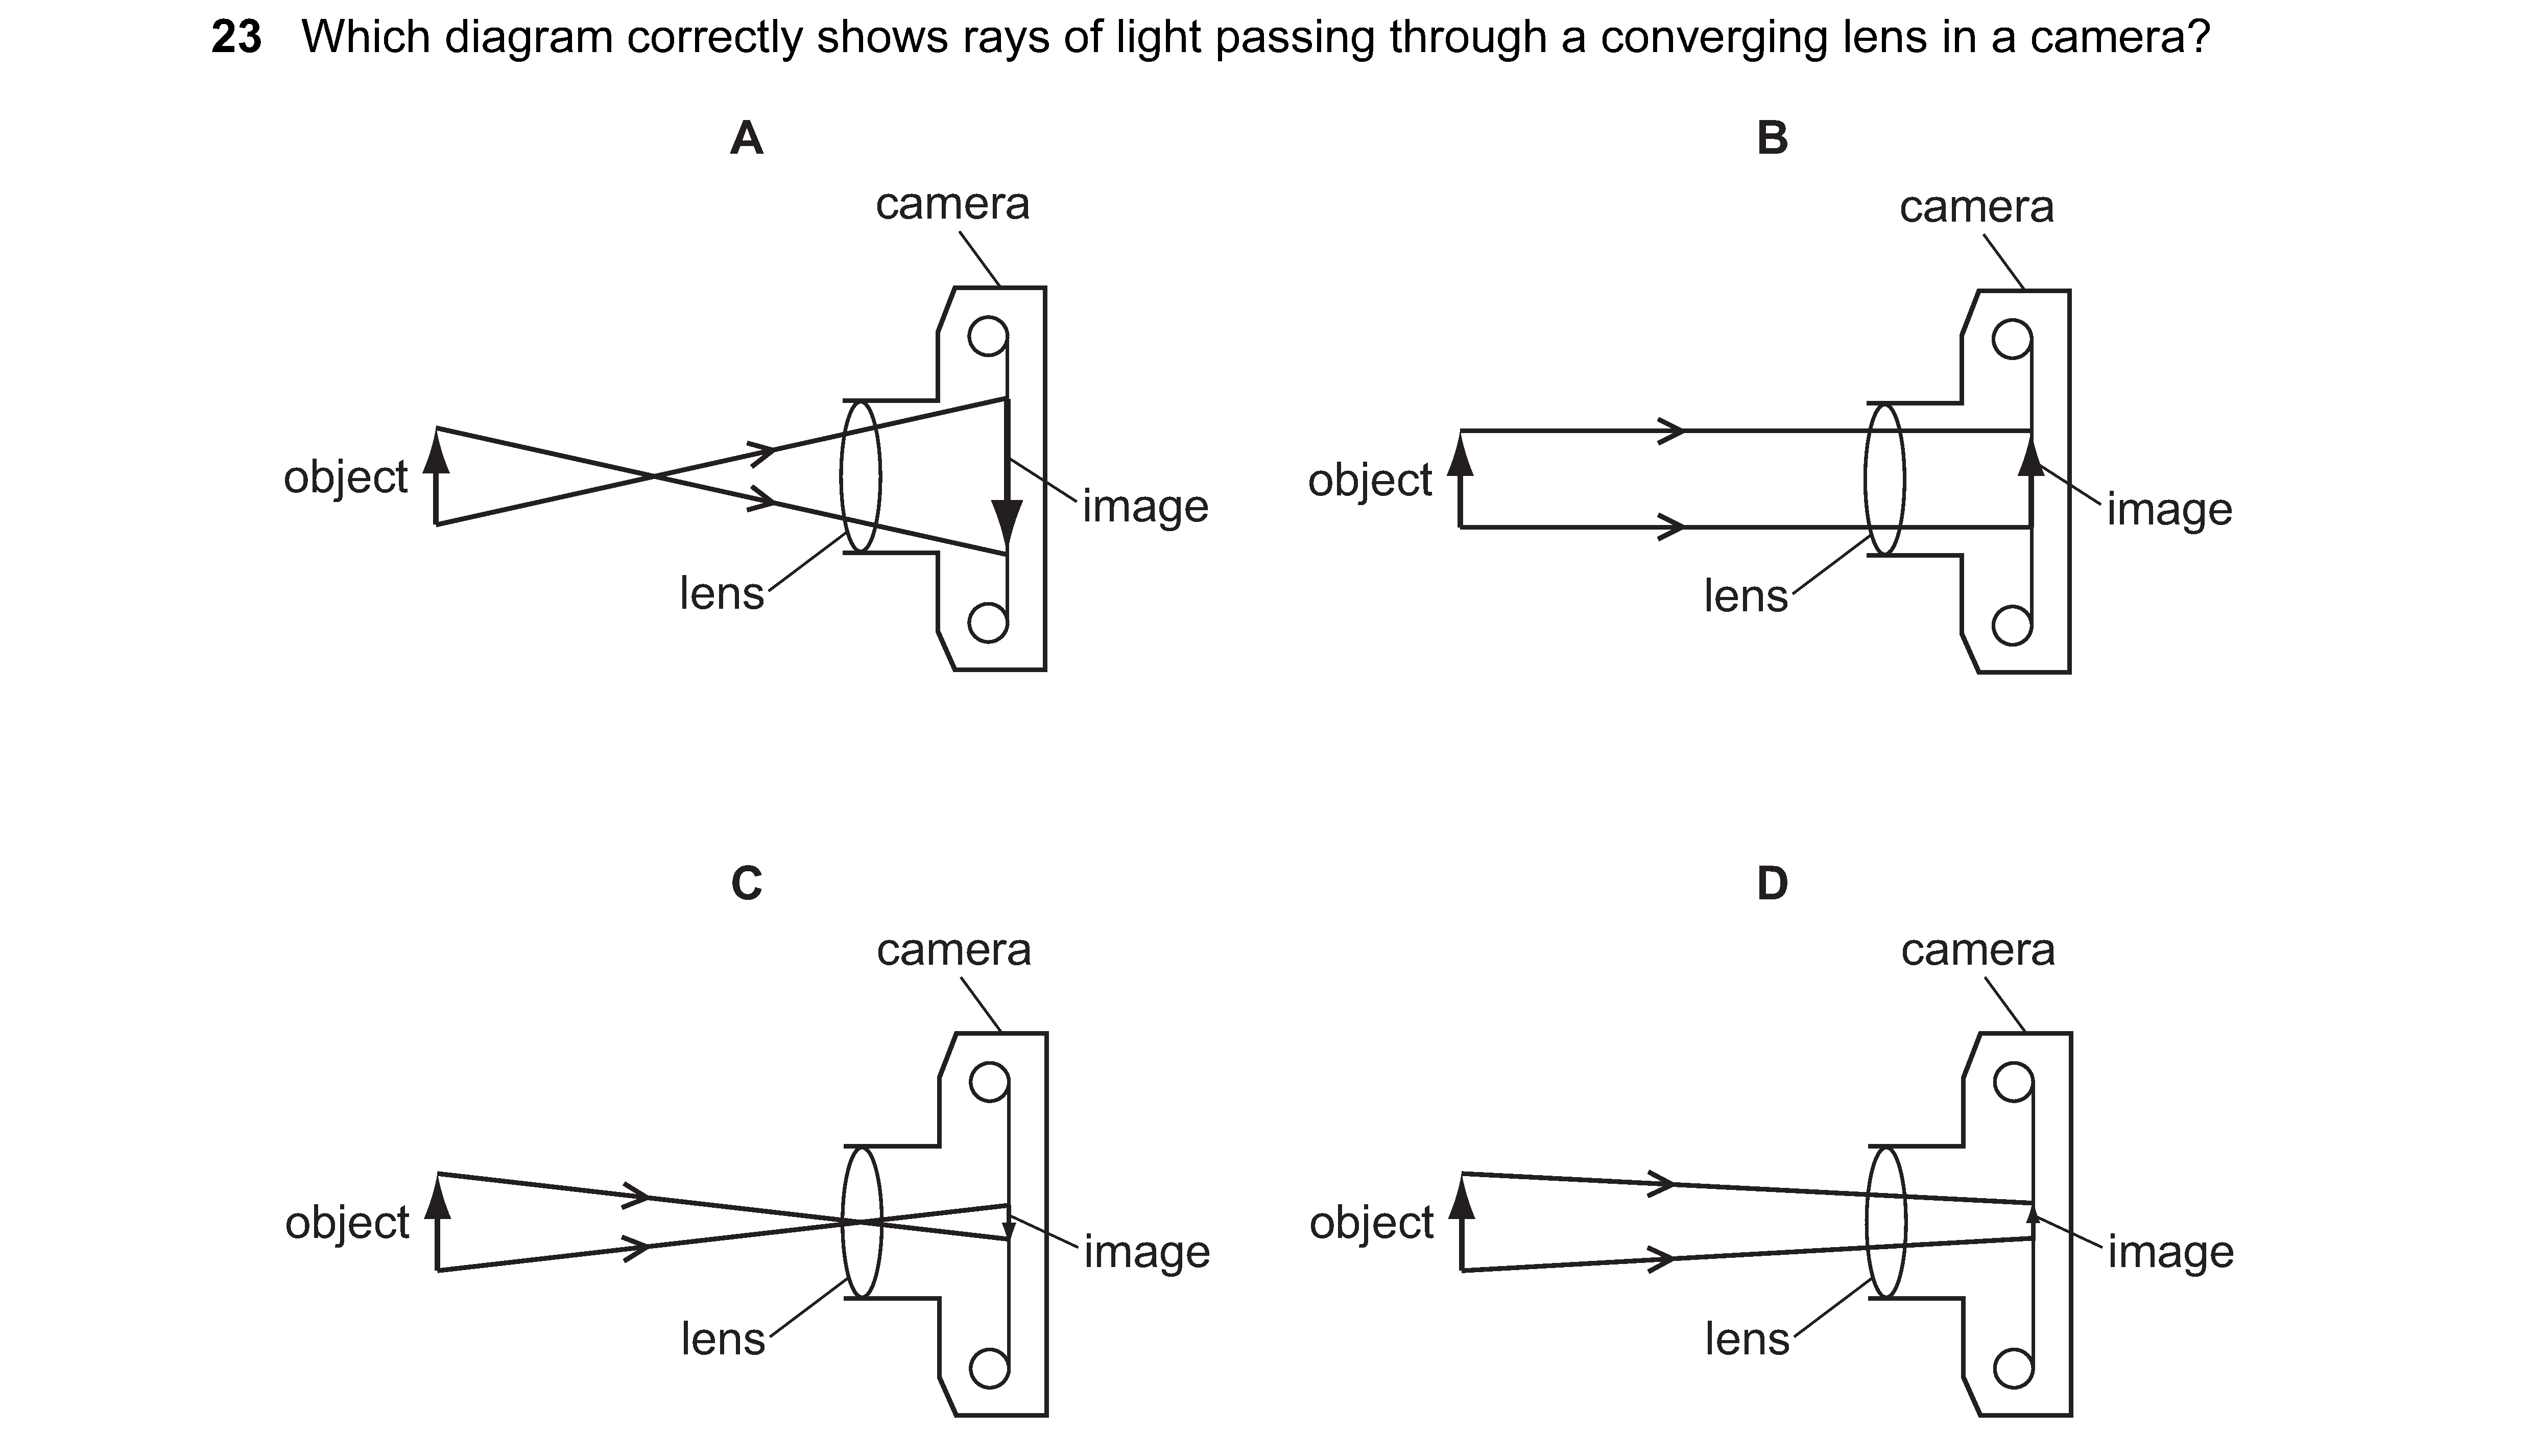 23 Which diagram correctly shows rays of light passing through a converging lens in a camera?
A
camera
object
image
lens
B
camera
object
image
lens
C
camera
object
image
lens
D
camera
object
image
lens